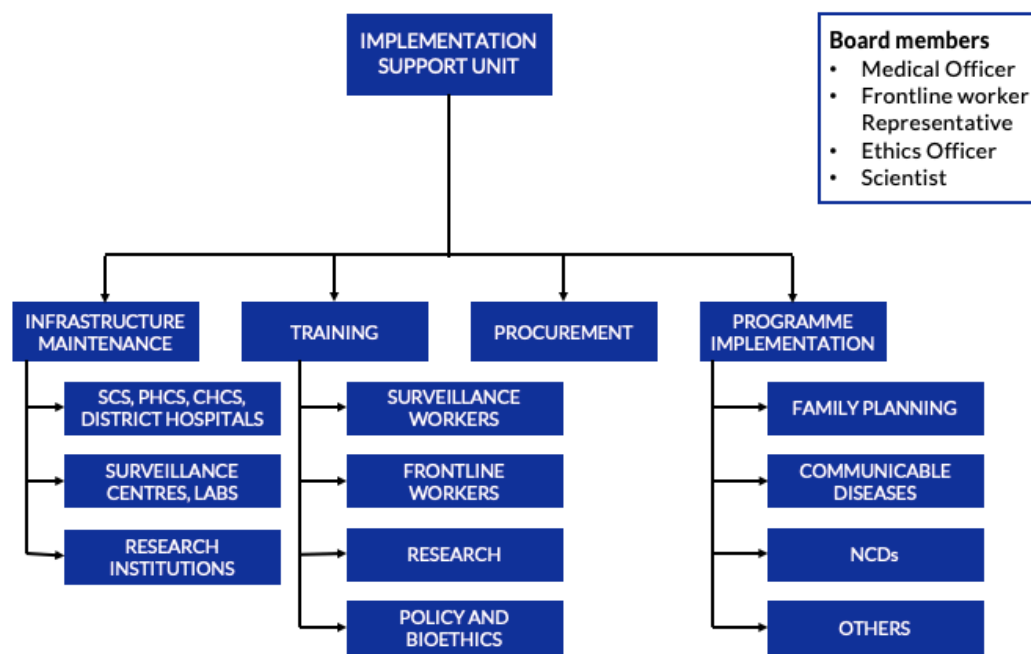 IMPLEMENTATION
SUPPORT UNIT
Board members
• Medical Officer
• Frontline worker
Representative
• Ethics Officer
• Scientist
INFRASTRUCTURE
MAINTENANCE
TRAINING
PROCUREMENT
PROGRAMME
IMPLEMENTATION
SCS, PHCS, CHCS,
DISTRICT HOSPITALS
SURVEILLANCE
CENTRES, LABS
RESEARCH
INSTITUTIONS
SURVEILLANCE
WORKERS
FRONTLINE
WORKERS
RESEARCH
POLICY AND
BIOETHICS
FAMILY PLANNING
COMMUNICABLE
DISEASES
NCDs
OTHERS